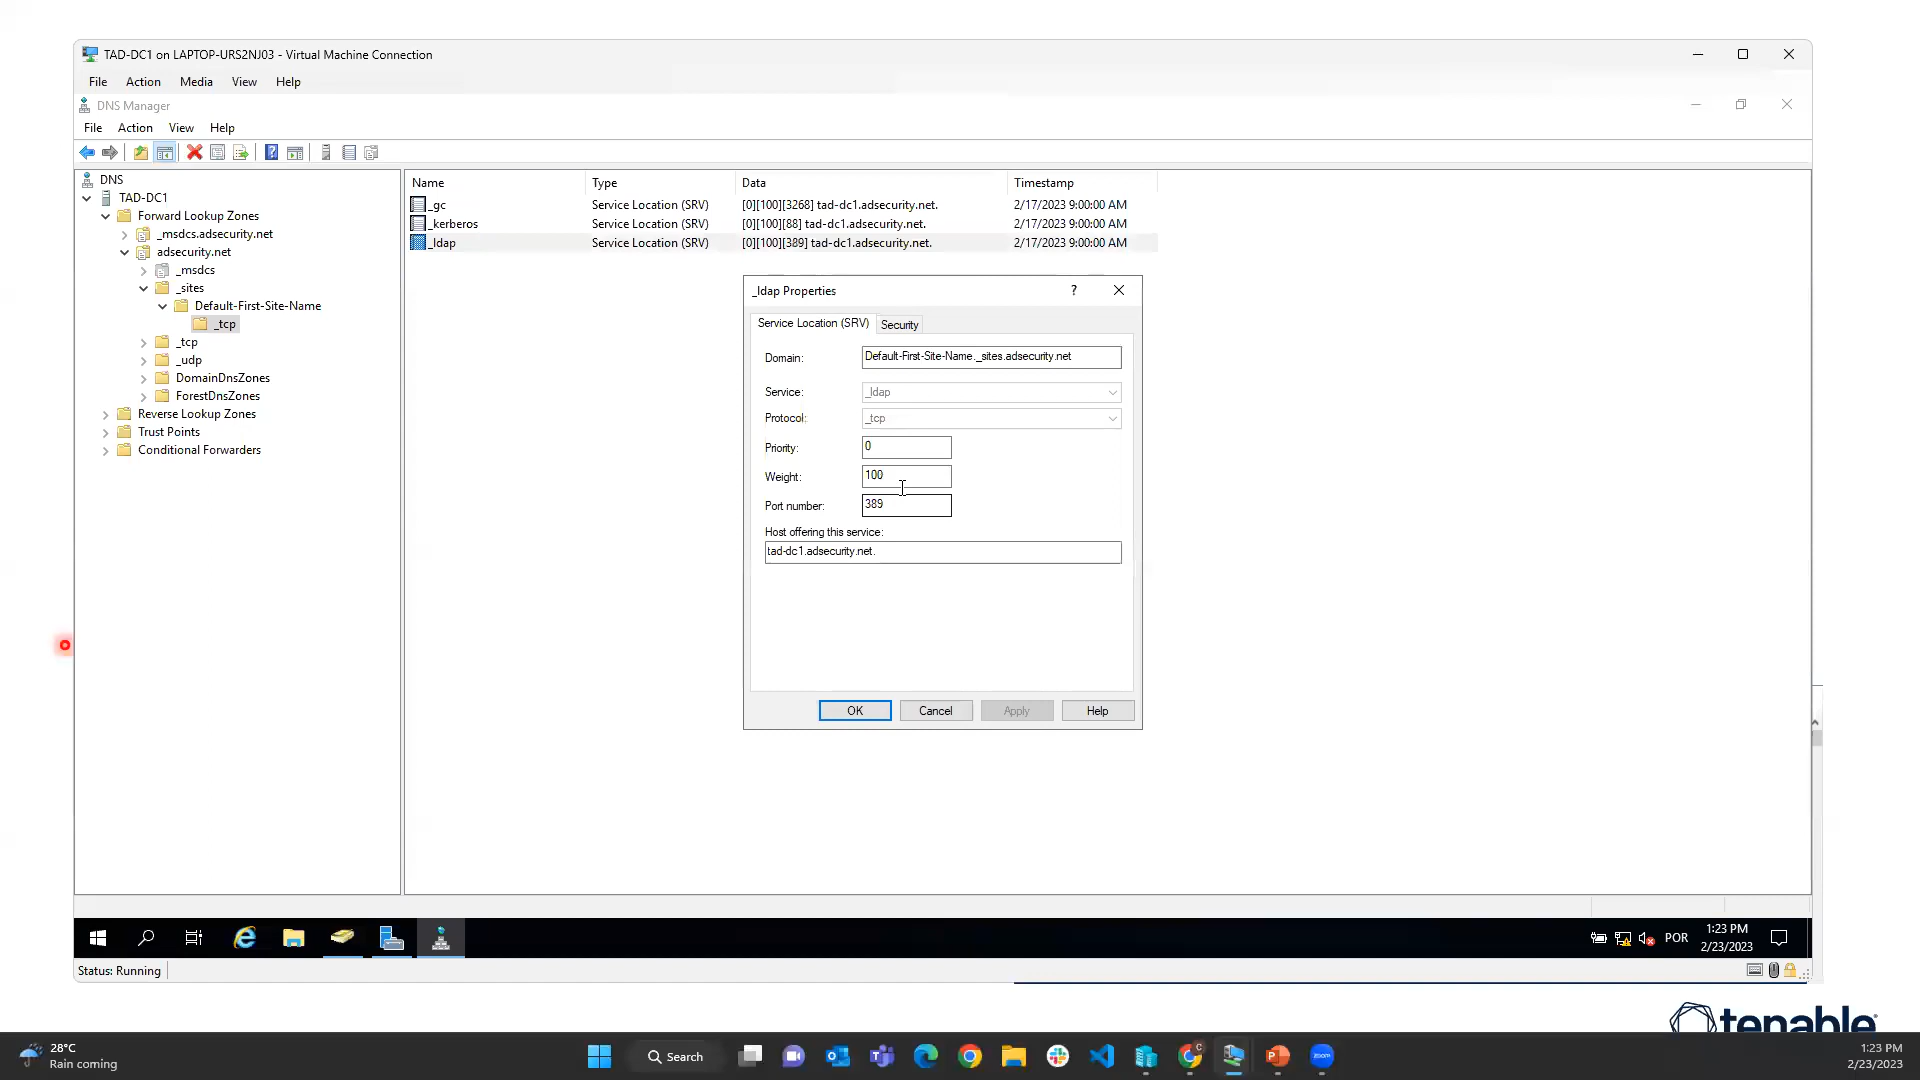 TAD-DC1 on LAPTOP-URS2NJ03 - Virtual Machine Connection
File Action Media View Help
DNS Manager
File Action View Help
DNS
TAD-DC1
Forward Lookup Zones
_msdcs.adsecurity.net
adsecurity.net
_msdcs
_sites
Default-First-Site-Name
_tcp
_tcp
_udp
DomainDnsZones
ForestDnsZones
Reverse Lookup Zones
Trust Points
Conditional Forwarders
Name Type Data Timestamp
_gc Service Location (SRV) [0][100][3268] tad-dc1.adsecurity.net. 2/17/2023 9:00:00 AM
_kerberos Service Location (SRV) [0][100][88] tad-dc1.adsecurity.net. 2/17/2023 9:00:00 AM
_ldap Service Location (SRV) [0][100][389] tad-dc1.adsecurity.net. 2/17/2023 9:00:00 AM
_ldap Properties ?
Service Location (SRV) Security
Domain: Default-First-Site-Name._sites.adsecurity.net
Service: _ldap
Protocol: _tcp
Priority: 0
Weight: 100
Port number: 389
Host offering this service:
tad-dc1.adsecurity.net.
OK Cancel Apply Help
POR
1:23 PM
2/23/2023
Status: Running
tenable
28°C
Rain coming
Search
zoom
1:23 PM
2/23/2023